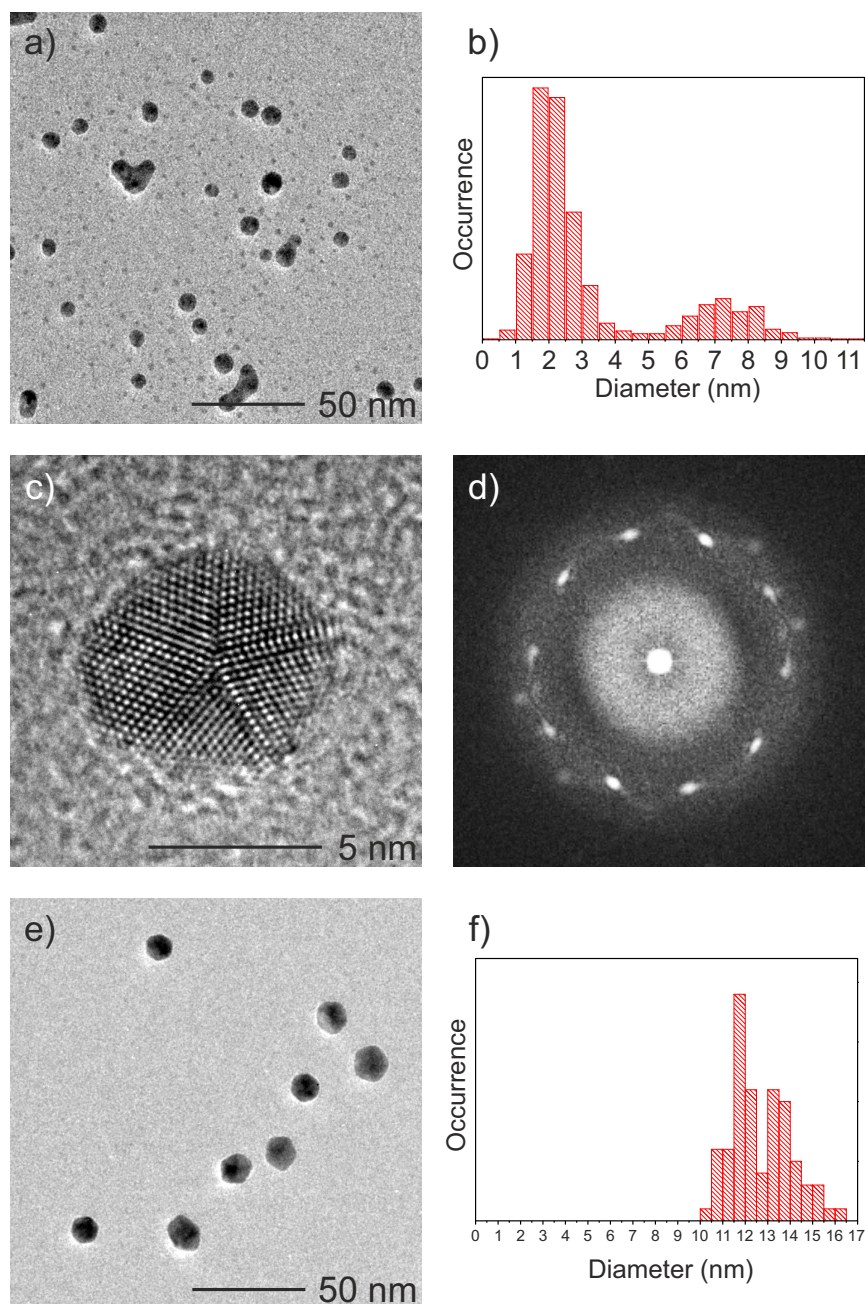 a)
50 nm
b)
Occurrence
0 1 2 3 4 5 6 7 8 9 10 11
Diameter (nm)
c)
5 nm
d)
e)
50 nm
f)
Occurrence
0 1 2 3 4 5 6 7 8 9 10 11 12 13 14 15 16 17
Diameter (nm)